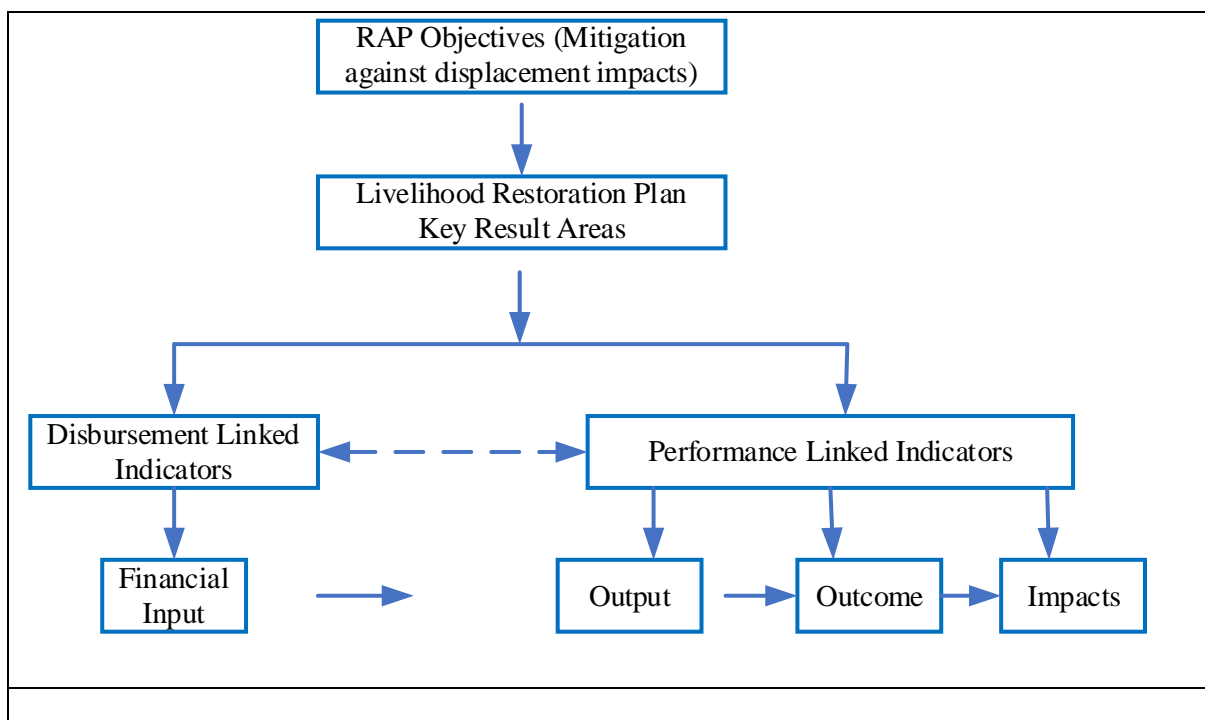 RAP Objectives (Mitigation
against displacement impacts)
Livelihood Restoration Plan
Key Result Areas
Disbursement Linked
Indicators
Performance Linked Indicators
Financial
Input
Output
Outcome
Impacts